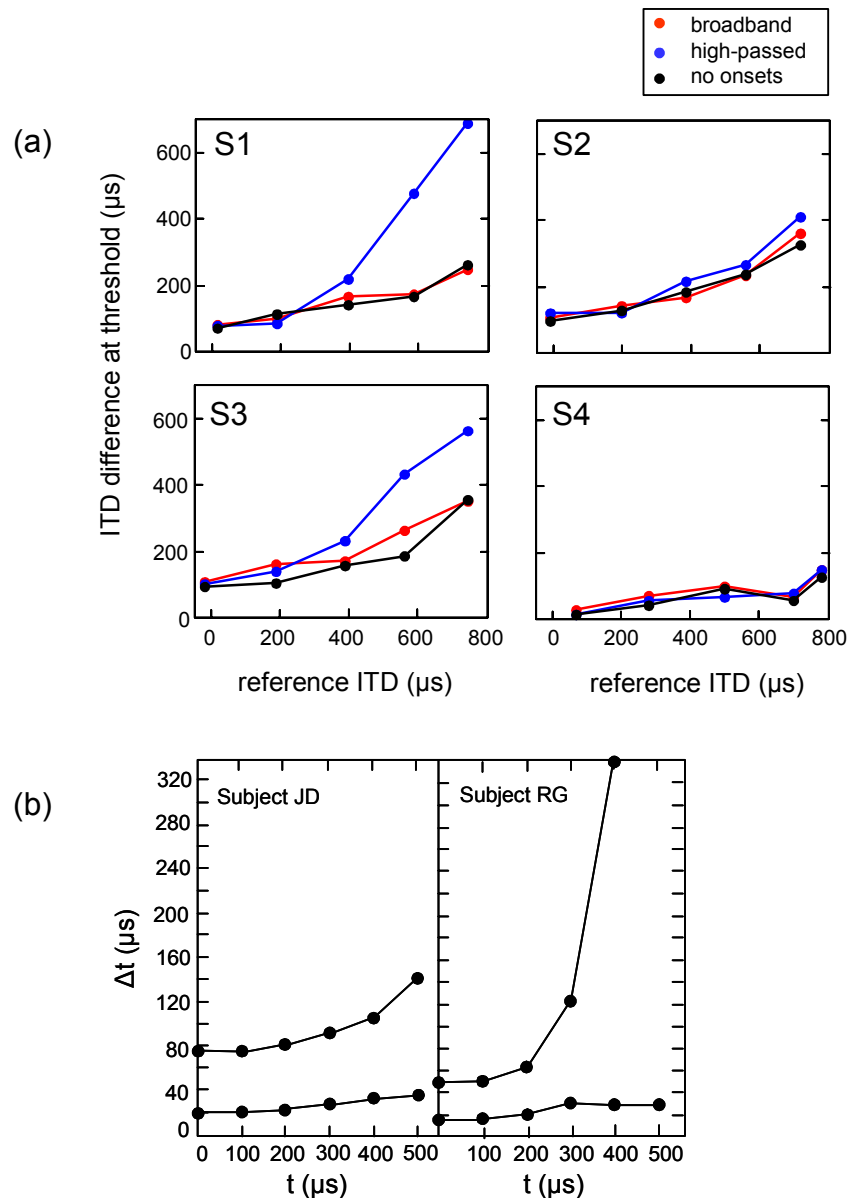 broadband
high-passed
no onsets
(a)
ITD difference at threshold (µs)
S1
600
400
200
0
S2
S3
600
400
200
0
0 200 400 600 800
reference ITD (µs)
S4
0 200 400 600 800
reference ITD (µs)
(b)
Δt (µs)
320
280
240
200
160
120
80
40
0
Subject JD
0 100 200 300 400 500
t (µs)
Subject RG
100 200 300 400 500
t (µs)